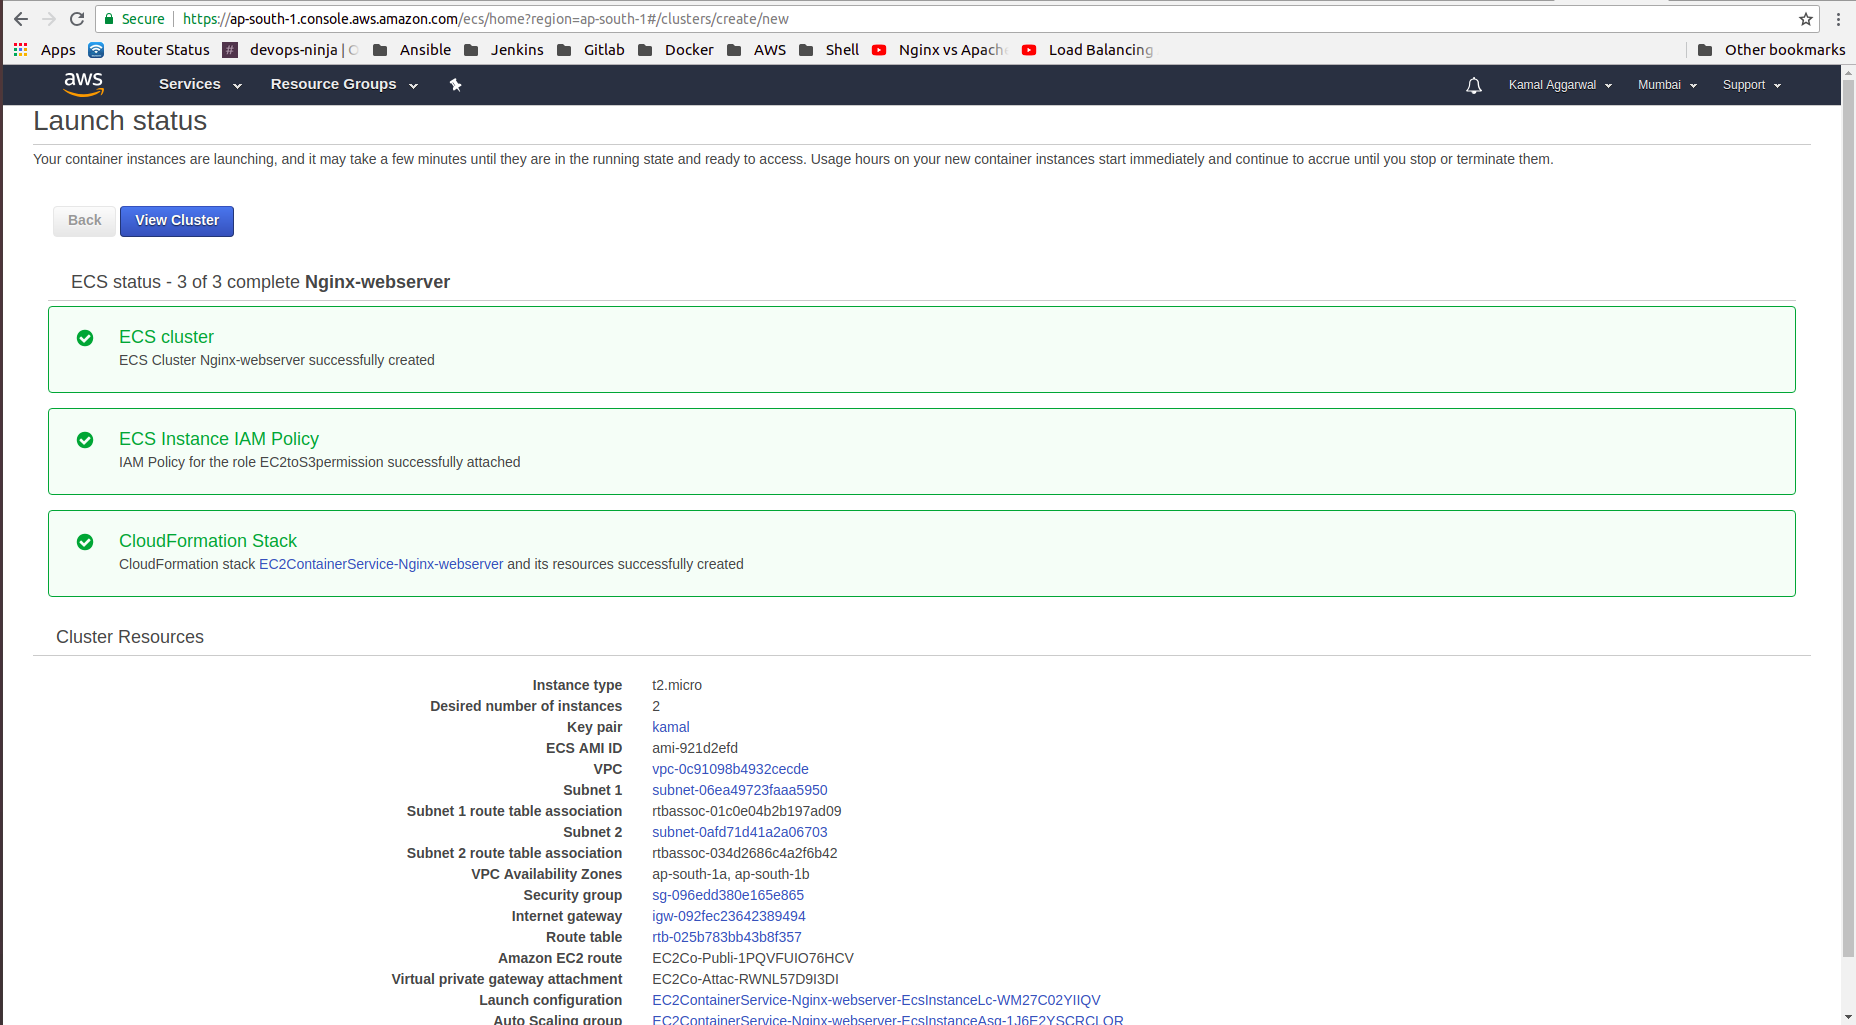 Secure https://ap-south-1.console.aws.amazon.com/ecs/home?region=ap-south-1#/clusters/create/new
Apps Router Status # devops-ninja | Ansible Jenkins Gitlab Docker AWS Shell Nginx vs Apach Load Balancing Other bookmarks
aws Services Resource Groups Kamal Aggarwal Mumbai Support
Launch status
Your container instances are launching, and it may take a few minutes until they are in the running state and ready to access. Usage hours on your new container instances start immediately and continue to accrue until you stop or terminate them.
Back View Cluster
ECS status - 3 of 3 complete Nginx-webserver
ECS cluster
ECS Cluster Nginx-webserver successfully created
ECS Instance IAM Policy
IAM Policy for the role EC2toS3permission successfully attached
CloudFormation Stack
CloudFormation stack EC2ContainerService-Nginx-webserver and its resources successfully created
Cluster Resources
Instance type t2.micro
Desired number of instances 2
Key pair kamal
ECS AMI ID ami-921d2efd
VPC vpc-0c91098b4932cecde
Subnet 1 subnet-06ea49723faaa5950
Subnet 1 route table association rtbassoc-01c0e04b2b197ad09
Subnet 2 subnet-0afd71d41a2a06703
Subnet 2 route table association rtbassoc-034d2686c4a2f6b42
VPC Availability Zones ap-south-1a, ap-south-1b
Security group sg-096edd380e165e865
Internet gateway igw-092fec23642389494
Route table rtb-025b783bb43b8f357
Amazon EC2 route EC2Co-Publi-1PQVFUIO76HCV
Virtual private gateway attachment EC2Co-Attac-RWNL57D9I3DI
Launch configuration EC2ContainerService-Nginx-webserver-EcsInstanceLc-WM27C02YIIQV
Auto Scaling group EC2ContainerService-Nginx-webserver-EcsInstanceAsg-1J6E2YSCRCLOR